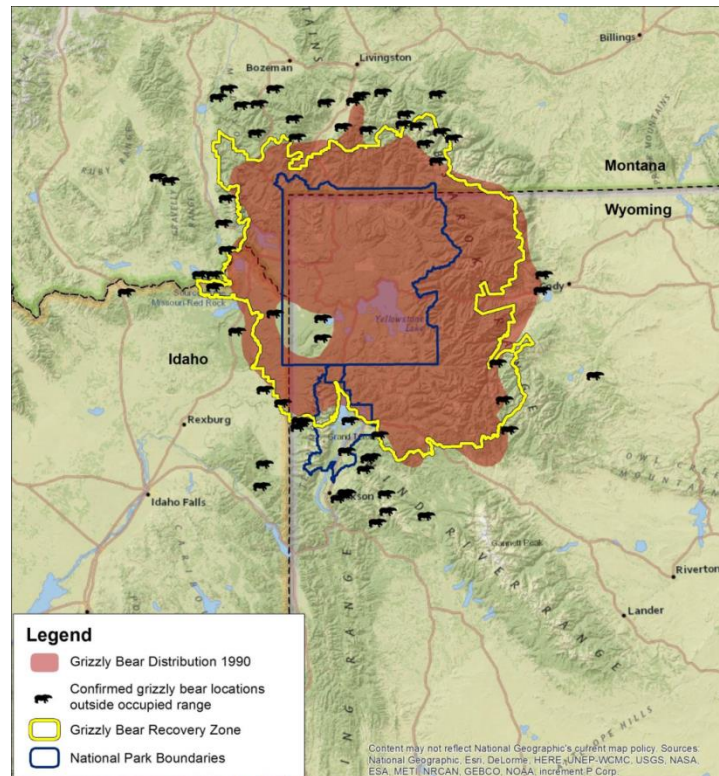 Billings
Livingston
Bozeman
Montana
Wyoming
Yellowstone
Lake
Idaho
Rexburg
Idaho Falls
OWL CREEK
MOUNTAIN
WIND RIVER RANGE
Gannett Peak
Riverton
Lander
Legend
Grizzly Bear Distribution 1990
Confirmed grizzly bear locations
outside occupied range
Grizzly Bear Recovery Zone
National Park Boundaries
Content may not reflect National Geographic's current map policy. Sources:
National Geographic, Esri, DeLorme, HERE, UNEP-WCMC, USGS, NASA,
ESA, METI, NRCAN, GEBCO, NOAA, increment P Corp.